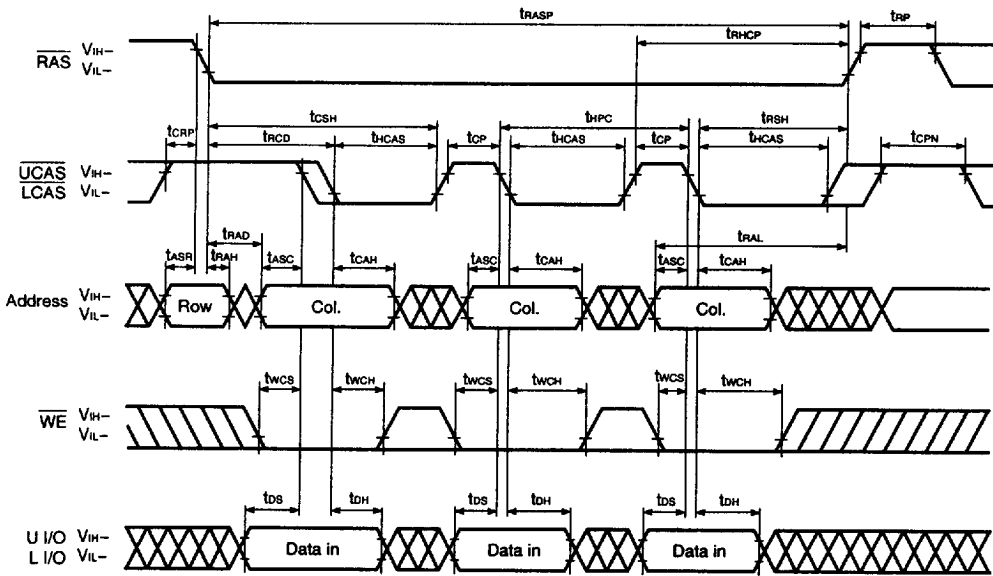 tRASP tRP
tRHCP
RAS VIH–
VIL–
tCSH tHPC tRSH
tCRP tRCD tHCAS tCP tHCAS tCP tHCAS tCPN
UCAS VIH–
LCAS VIL–
tRAD tRAL
tASR tRAH tASC tCAH tASC tCAH tASC tCAH
Address VIH–
VIL–
Row Col. Col. Col.
tWCS tWCH tWCS tWCH tWCS tWCH
WE VIH–
VIL–
tDS tDH tDS tDH tDS tDH
U I/O VIH–
L I/O VIL–
Data in Data in Data in